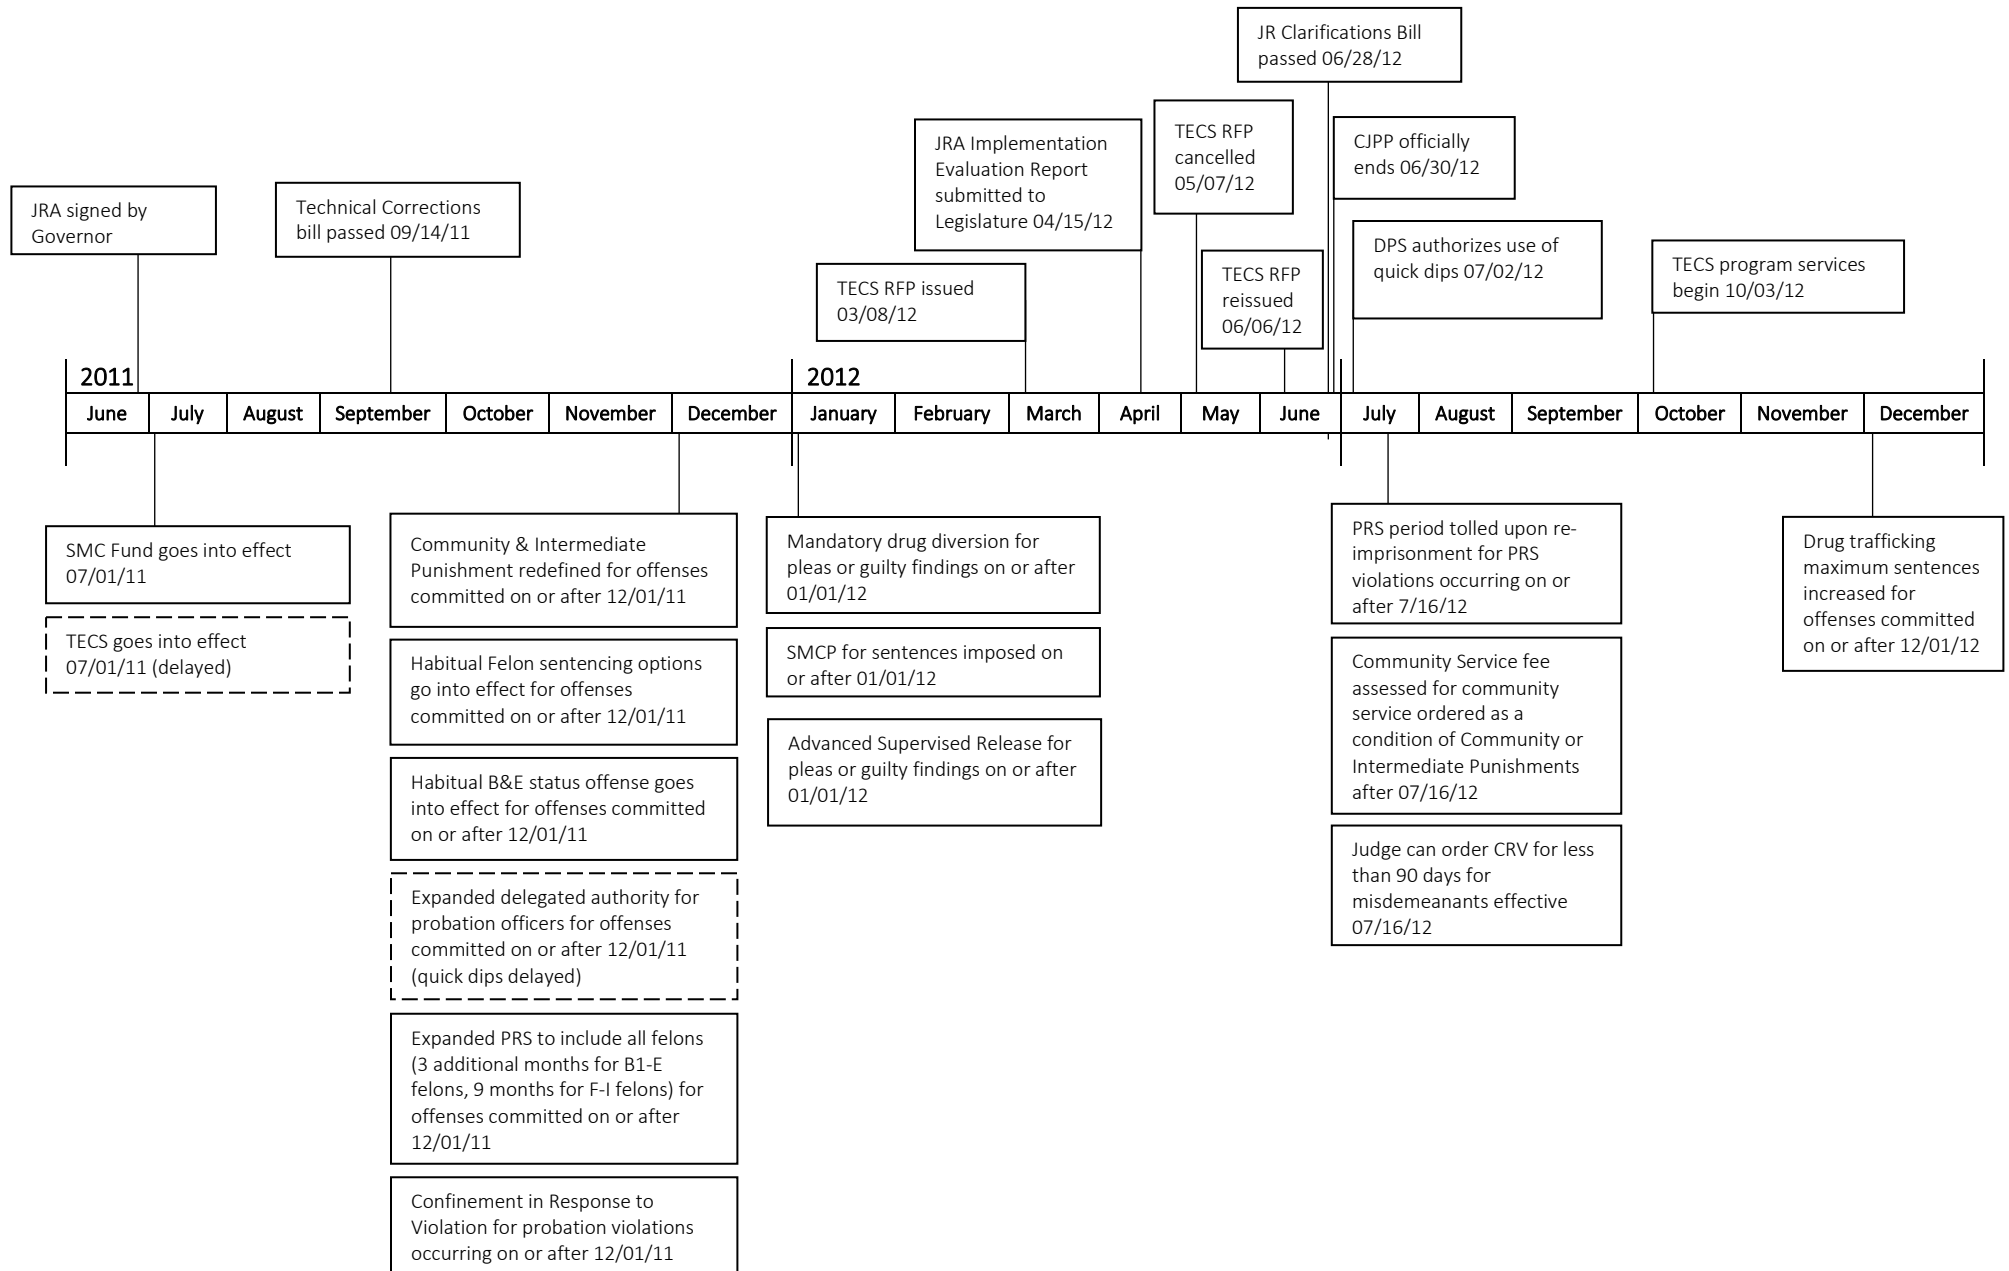 JR Clarifications Bill
passed 06/28/12
JRA Implementation
Evaluation Report
submitted to
Legislature 04/15/12
TECS RFP
cancelled
05/07/12
CJPP officially
ends 06/30/12
JRA signed by
Governor
Technical Corrections
bill passed 09/14/11
TECS RFP issued
03/08/12
TECS RFP
reissued
06/06/12
DPS authorizes use of
quick dips 07/02/12
TECS program services
begin 10/03/12
2011
2012
June July August September October November December January February March April May June July August September October November December
SMC Fund goes into effect
07/01/11
TECS goes into effect
07/01/11 (delayed)
Community & Intermediate
Punishment redefined for offenses
committed on or after 12/01/11
Habitual Felon sentencing options
go into effect for offenses
committed on or after 12/01/11
Habitual B&E status offense goes
into effect for offenses committed
on or after 12/01/11
Expanded delegated authority for
probation officers for offenses
committed on or after 12/01/11
(quick dips delayed)
Expanded PRS to include all felons
(3 additional months for B1-E
felons, 9 months for F-I felons) for
offenses committed on or after
12/01/11
Confinement in Response to
Violation for probation violations
occurring on or after 12/01/11
Mandatory drug diversion for
pleas or guilty findings on or after
01/01/12
SMCP for sentences imposed on
or after 01/01/12
Advanced Supervised Release for
pleas or guilty findings on or after
01/01/12
PRS period tolled upon re-
imprisonment for PRS
violations occurring on or
after 7/16/12
Community Service fee
assessed for community
service ordered as a
condition of Community or
Intermediate Punishments
after 07/16/12
Judge can order CRV for less
than 90 days for
misdemeanants effective
07/16/12
Drug trafficking
maximum sentences
increased for
offenses committed
on or after 12/01/12